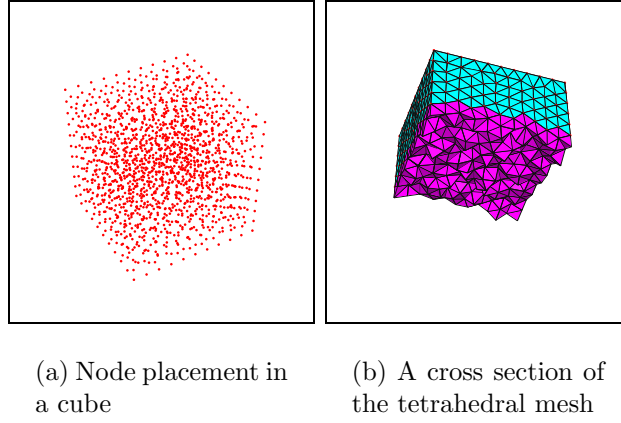 (a) Node placement in
a cube
(b) A cross section of
the tetrahedral mesh